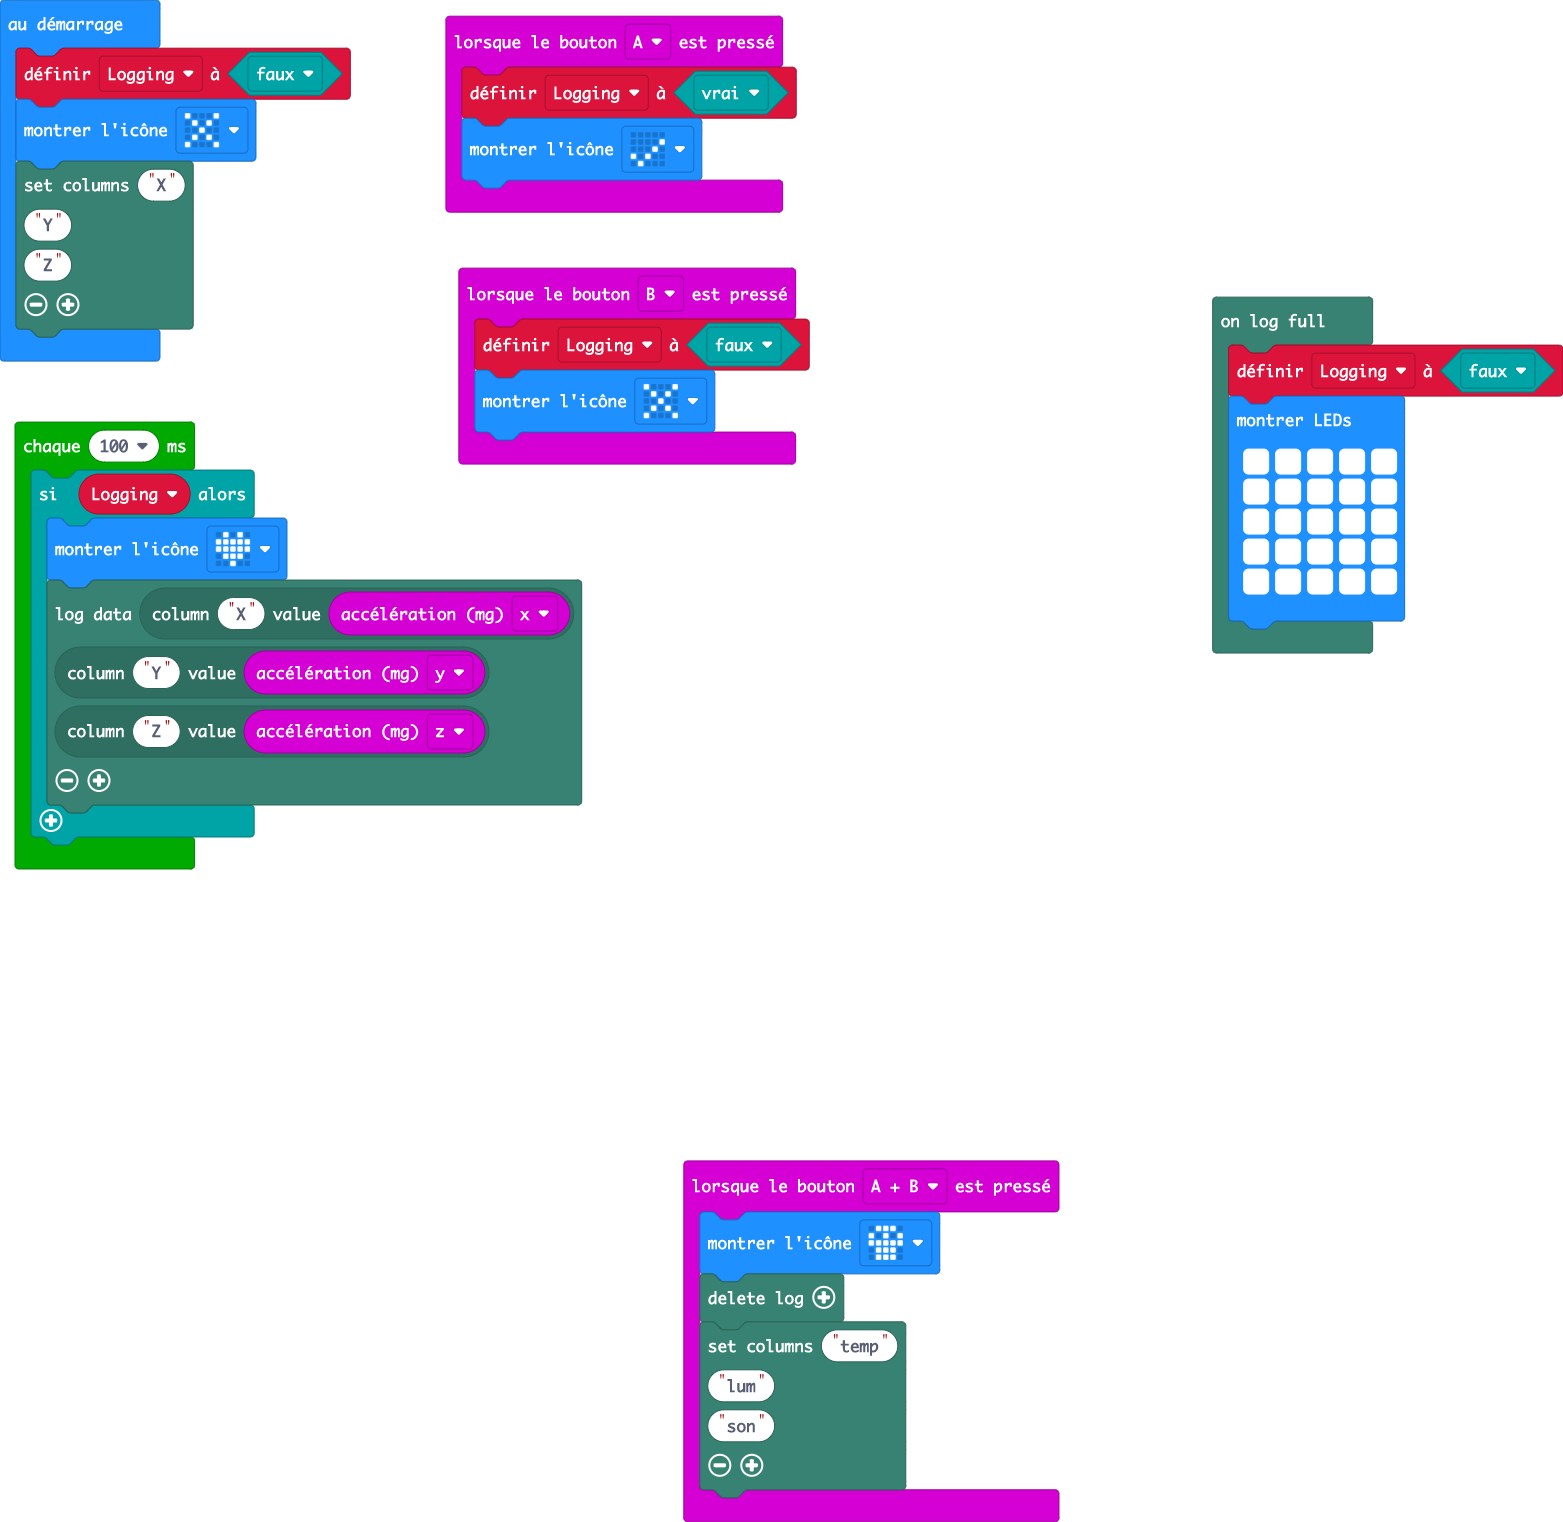 au démarrage
définir Logging à faux
montrer l'icône
set columns "X"
"Y"
"Z"
lorsque le bouton A est pressé
définir Logging à vrai
montrer l'icône
lorsque le bouton B est pressé
définir Logging à faux
montrer l'icône
on log full
définir Logging à faux
montrer LEDs
chaque 100 ms
si Logging alors
montrer l'icône
log data column "X" value accélération (mg) x
column "Y" value accélération (mg) y
column "Z" value accélération (mg) z
lorsque le bouton A + B est pressé
montrer l'icône
delete log
set columns "temp"
"lum"
"son"